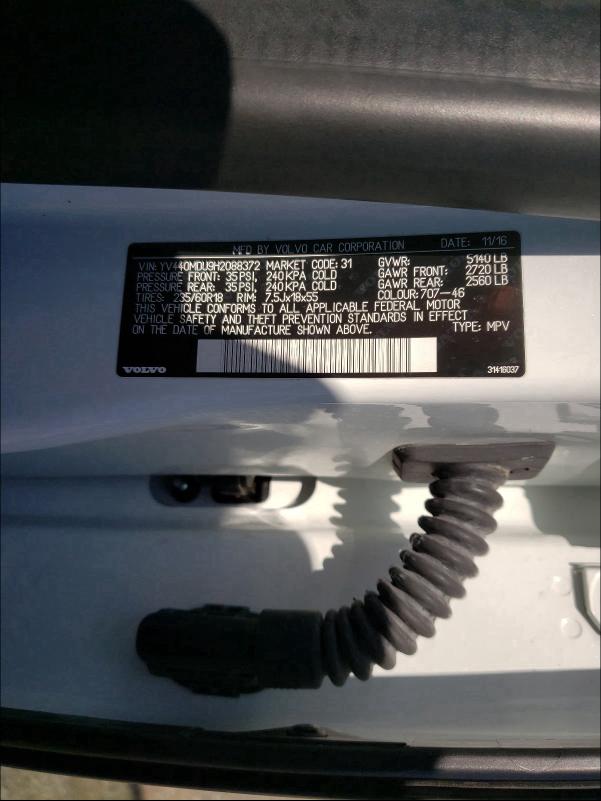 MFD BY VOLVO CAR CORPORATION DATE: 11/16
VIN: YV440MDU9H2088372 MARKET CODE: 31 GVWR: 5140 LB
PRESSURE FRONT: 35 PSI, 240 KPA COLD GAWR FRONT: 2720 LB
PRESSURE REAR: 35 PSI, 240 KPA COLD GAWR REAR: 2560 LB
TIRES: 235/60R18 RIM: 7,5Jx18x55 COLOUR: 707-46
THIS VEHICLE CONFORMS TO ALL APPLICABLE FEDERAL MOTOR
VEHICLE SAFETY AND THEFT PREVENTION STANDARDS IN EFFECT
ON THE DATE OF MANUFACTURE SHOWN ABOVE. TYPE: MPV
VOLVO 31416037